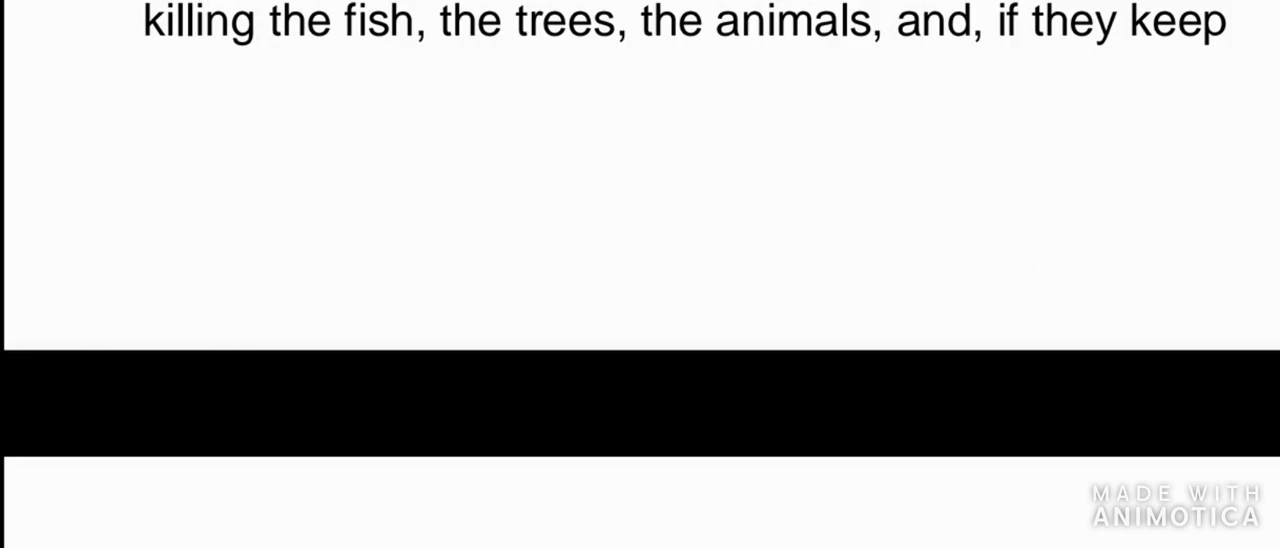 killing the fish, the trees, the animals, and, if they keep
MADE WITH
ANIMOTICA